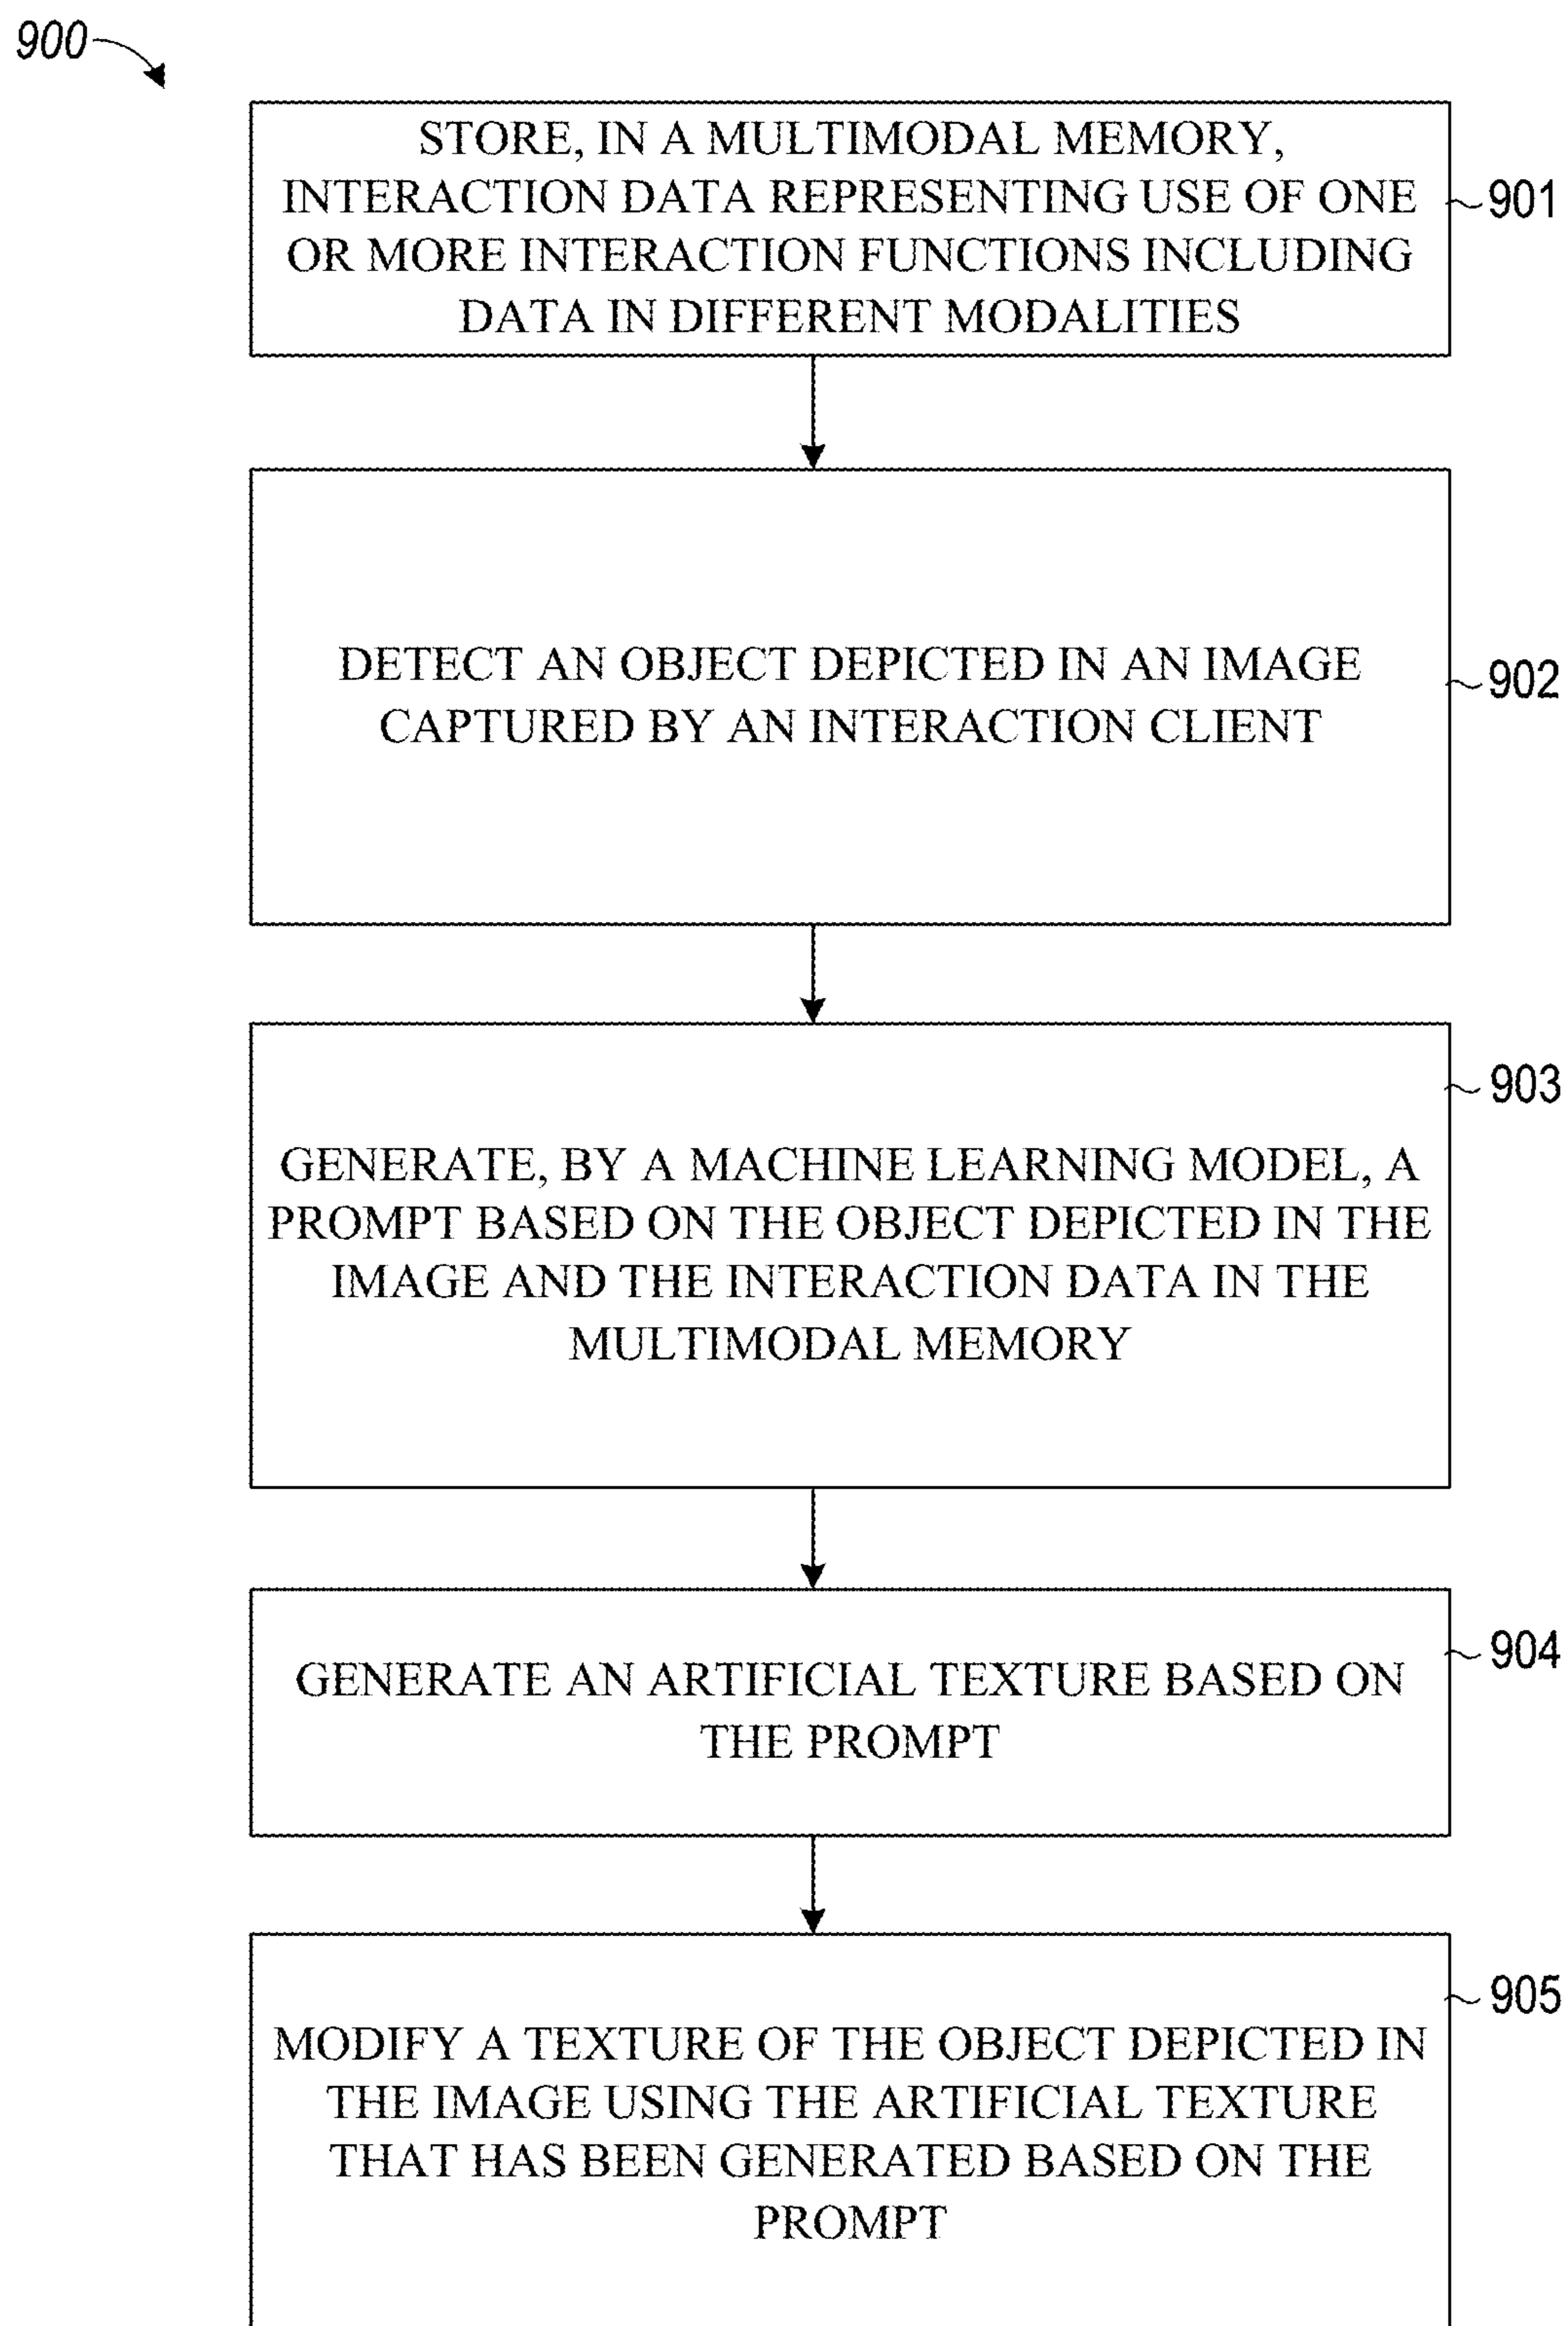 900
STORE, IN A MULTIMODAL MEMORY,
INTERACTION DATA REPRESENTING USE OF ONE
OR MORE INTERACTION FUNCTIONS INCLUDING
DATA IN DIFFERENT MODALITIES
901
DETECT AN OBJECT DEPICTED IN AN IMAGE
CAPTURED BY AN INTERACTION CLIENT
902
903
GENERATE, BY A MACHINE LEARNING MODEL, A
PROMPT BASED ON THE OBJECT DEPICTED IN THE
IMAGE AND THE INTERACTION DATA IN THE
MULTIMODAL MEMORY
904
GENERATE AN ARTIFICIAL TEXTURE BASED ON
THE PROMPT
905
MODIFY A TEXTURE OF THE OBJECT DEPICTED IN
THE IMAGE USING THE ARTIFICIAL TEXTURE
THAT HAS BEEN GENERATED BASED ON THE
PROMPT